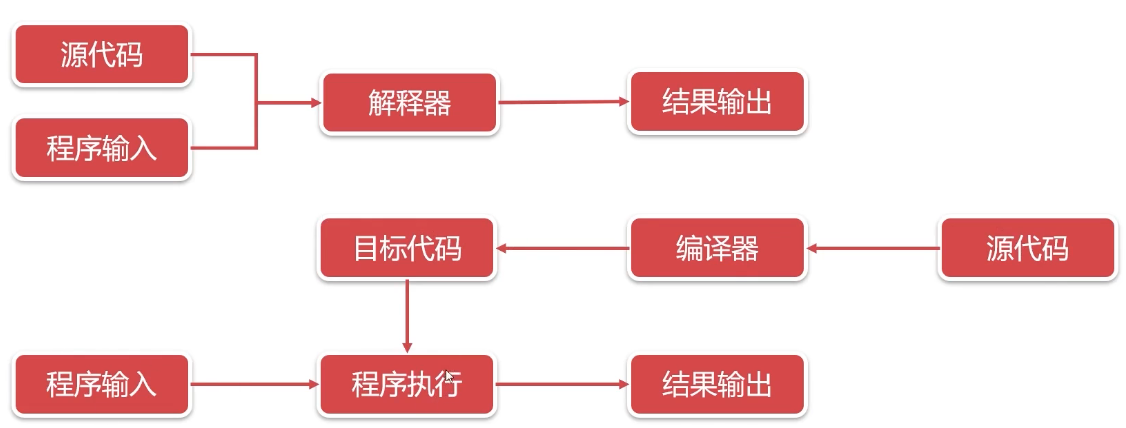 源代码
程序输入
解释器
结果输出
目标代码
编译器
源代码
程序输入
程序执行
结果输出